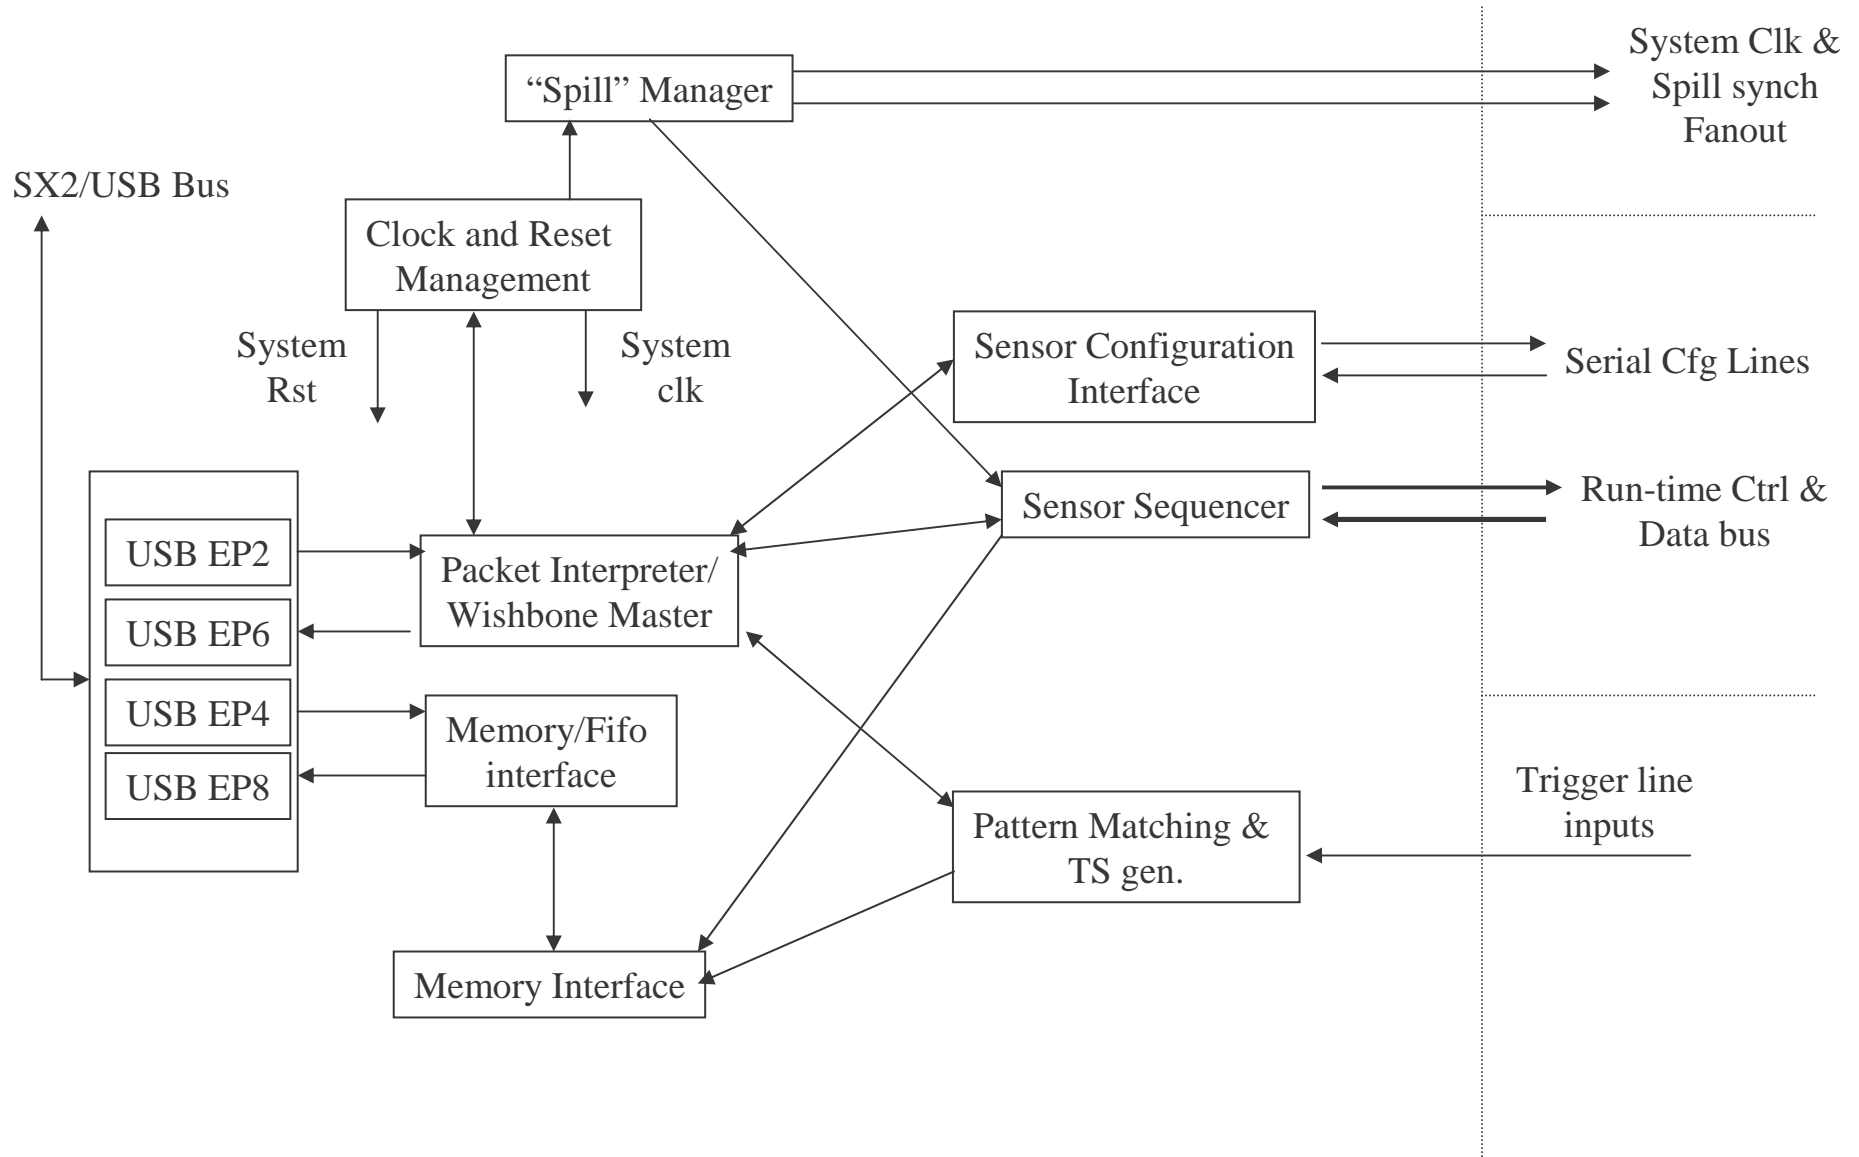 System Clk &
Spill synch
Fanout
“Spill” Manager
SX2/USB Bus
Clock and Reset
Management
System
Rst
System
clk
Sensor Configuration
Interface
Serial Cfg Lines
Sensor Sequencer
Run-time Ctrl &
Data bus
USB EP2
USB EP6
USB EP4
USB EP8
Packet Interpreter/
Wishbone Master
Memory/Fifo
interface
Trigger line
inputs
Pattern Matching &
TS gen.
Memory Interface